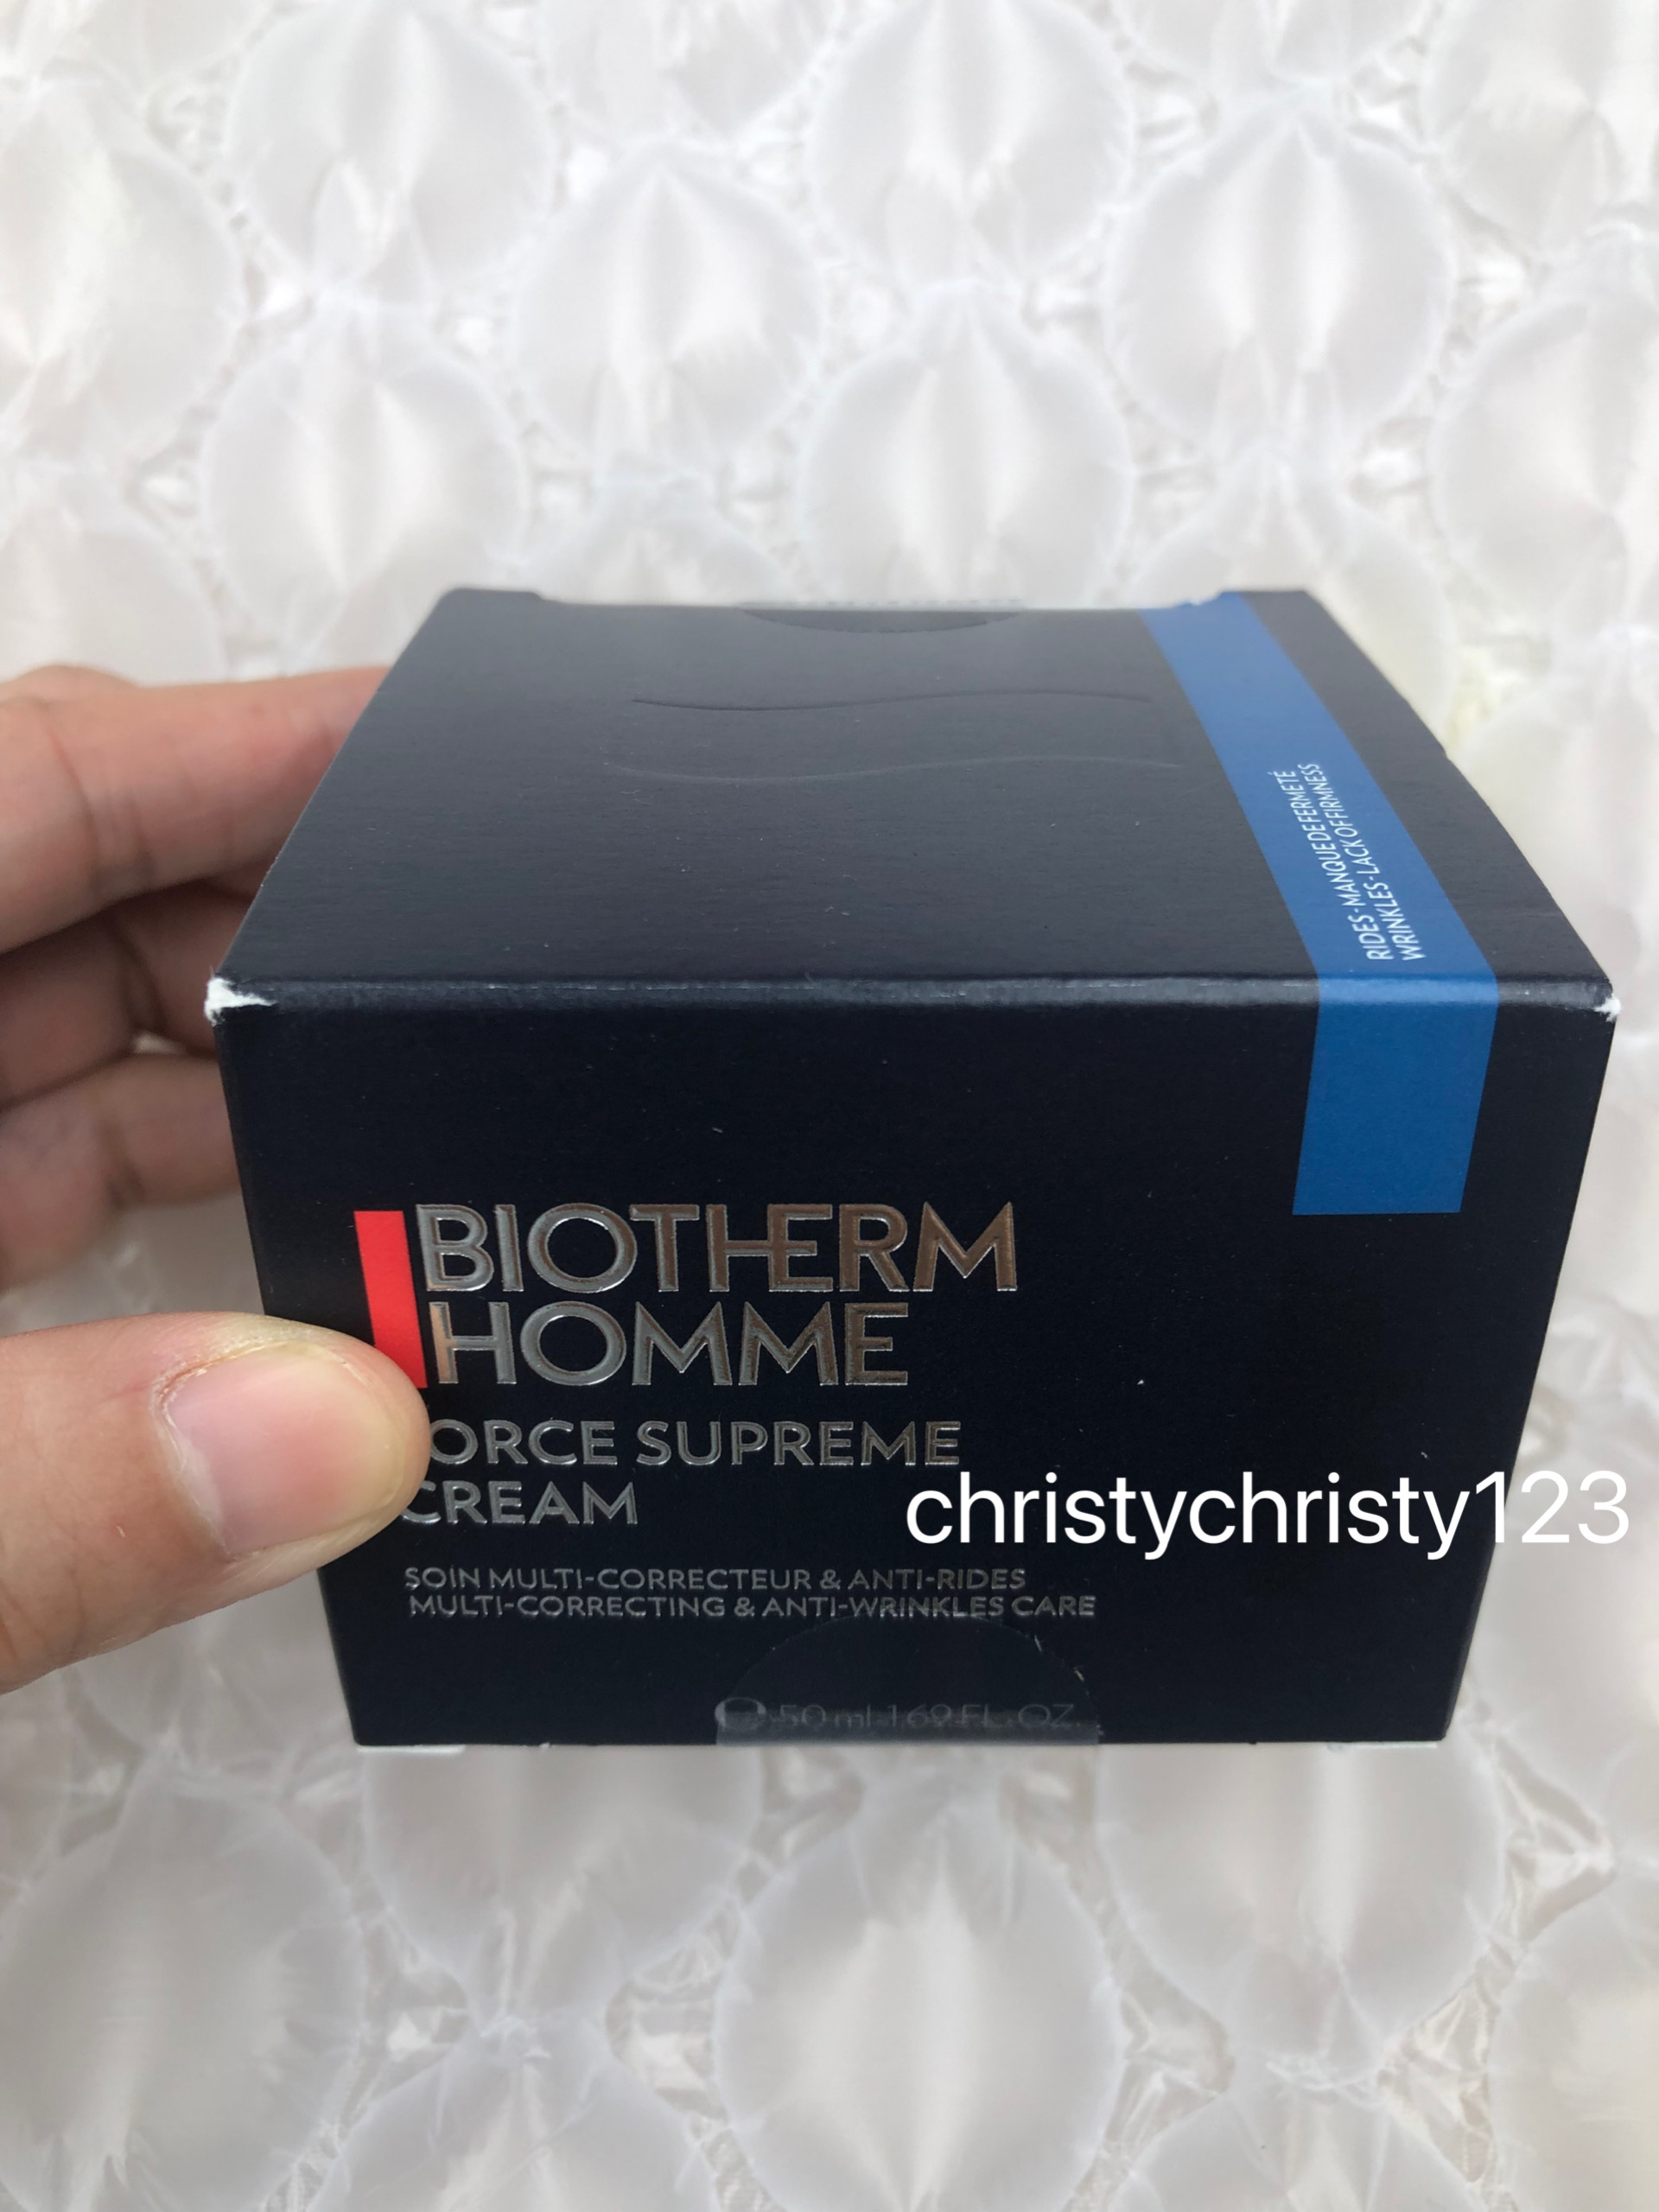 RIDES-MANQUE DE FERMETÉ
WRINKLES-LACK OF FIRMNESS
BIOTHERM
HOMME
ORCE SUPREME
CREAM
christychristy123
SOIN MULTI-CORRECTEUR & ANTI-RIDES
MULTI-CORRECTING & ANTI-WRINKLES CARE
50 ml 1.69 FL. OZ.